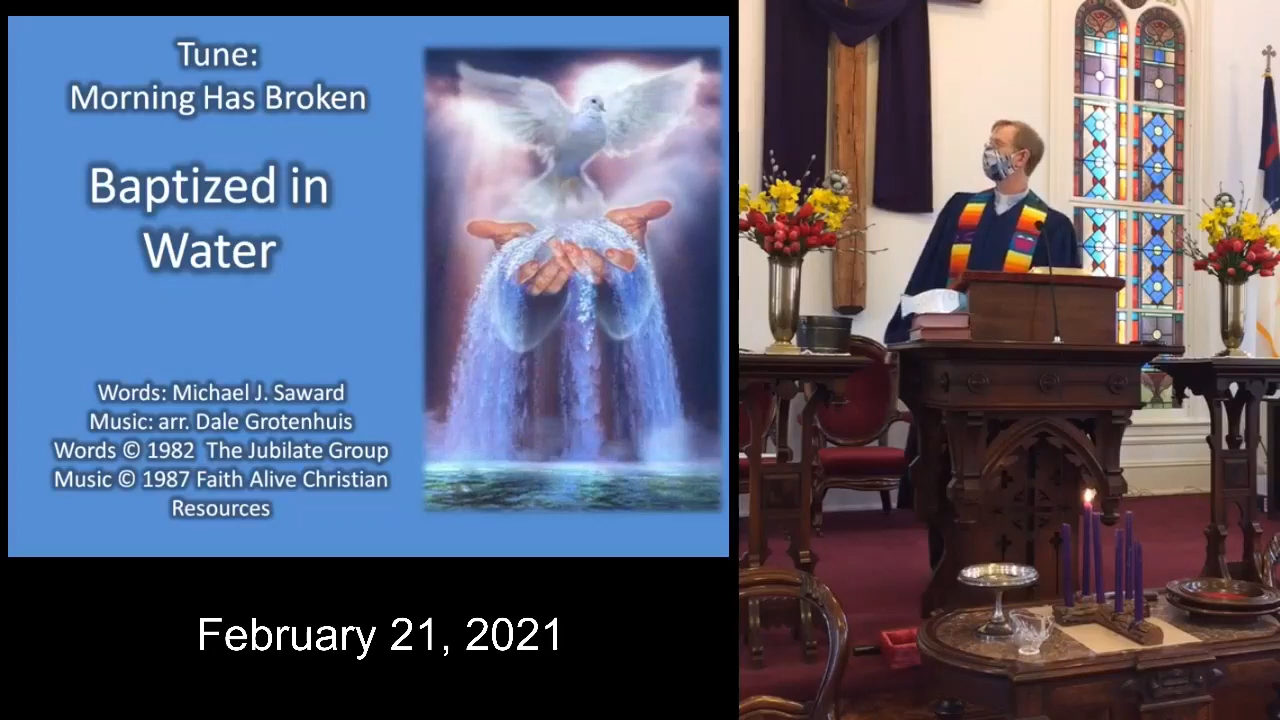 Tune:
Morning Has Broken
Baptized in
Water
Words: Michael J. Saward
Music: arr. Dale Grotenhuis
Words © 1982  The Jubilate Group
Music © 1987 Faith Alive Christian
Resources
February 21, 2021